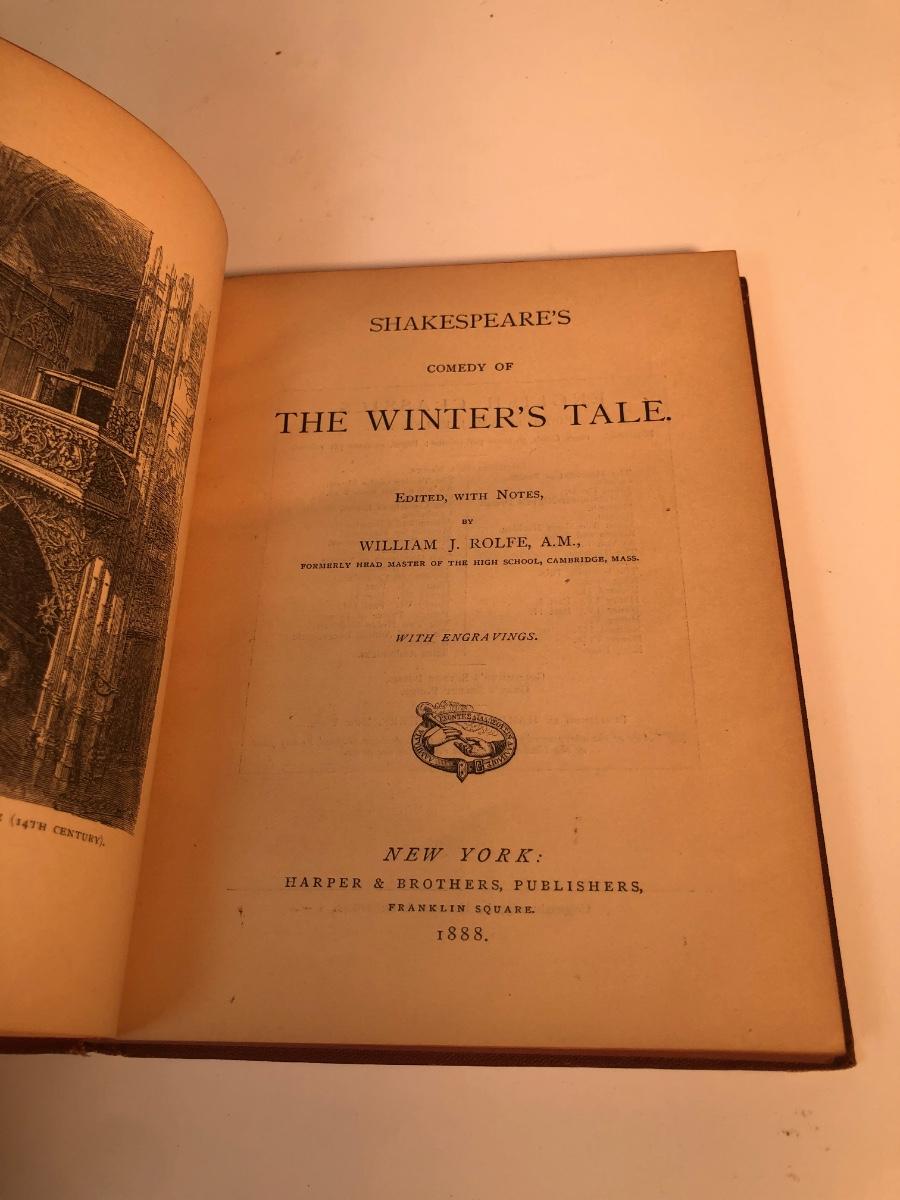 (14TH CENTURY).
SHAKESPEARE'S
COMEDY OF
THE WINTER'S TALE.
EDITED, WITH NOTES,
BY
WILLIAM J. ROLFE, A.M.,
FORMERLY HEAD MASTER OF THE HIGH SCHOOL, CAMBRIDGE, MASS.
WITH ENGRAVINGS.
NEW YORK:
HARPER & BROTHERS, PUBLISHERS,
FRANKLIN SQUARE.
1888.